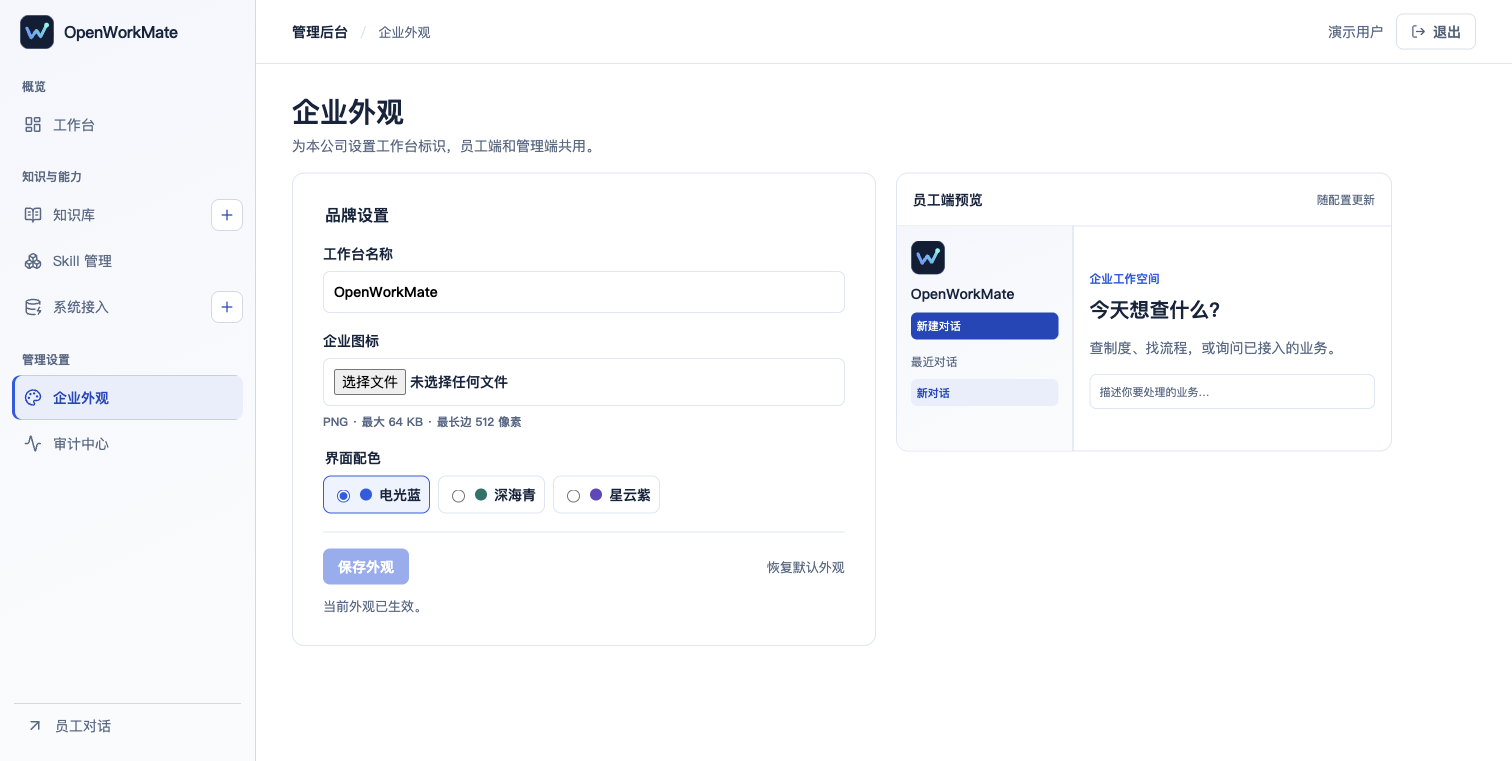 OpenWorkMate
概览
工作台
知识与能力
知识库
Skill 管理
系统接入
管理设置
企业外观
审计中心
员工对话
管理后台 / 企业外观
演示用户
退出
企业外观
为本公司设置工作台标识，员工端和管理端共用。
品牌设置
工作台名称
OpenWorkMate
企业图标
选择文件 未选择任何文件
PNG · 最大 64 KB · 最长边 512 像素
界面配色
电光蓝 深海青 星云紫
保存外观 恢复默认外观
当前外观已生效。
员工端预览 随配置更新
OpenWorkMate
新建对话
最近对话
新对话
企业工作空间
今天想查什么？
查制度、找流程，或询问已接入的业务。
描述你要处理的业务...